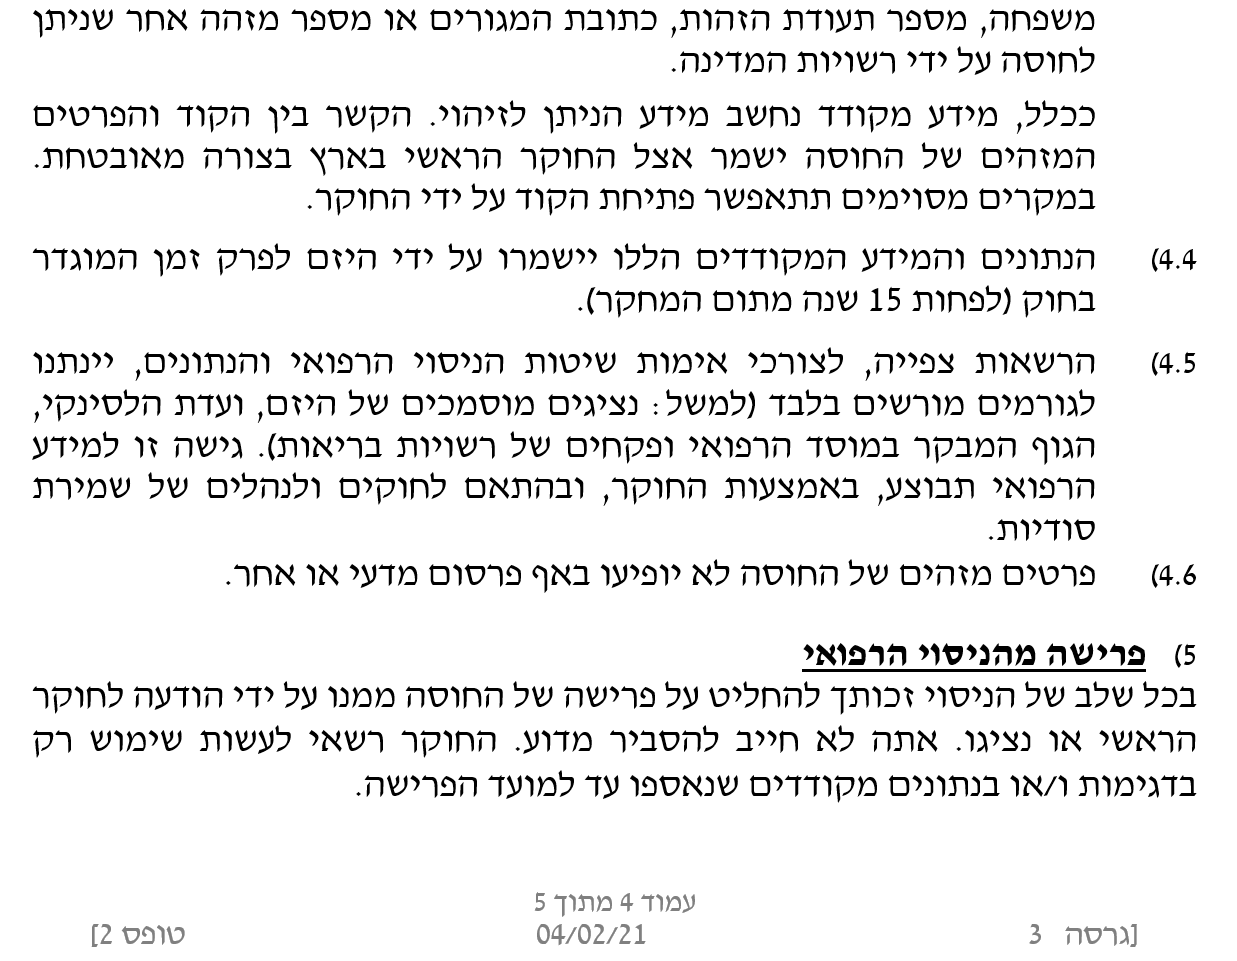 משפחה, מספר תעודת הזהות, כתובת המגורים או מספר מזהה אחר שניתן
לחוסה על ידי רשויות המדינה.
ככלל, מידע מקודד נחשב מידע הניתן לזיהוי. הקשר בין הקוד והפרטים
המזהים של החוסה ישמר אצל החוקר הראשי בארץ בצורה מאובטחת.
במקרים מסוימים תתאפשר פתיחת הקוד על ידי החוקר.
4.4) הנתונים והמידע המקודדים הללו יישמרו על ידי היזם לפרק זמן המוגדר
בחוק (לפחות 15 שנה מתום המחקר).
4.5) הרשאות צפייה, לצורכי אימות שיטות הניסוי הרפואי והנתונים, יינתנו
לגורמים מורשים בלבד (למשל: נציגים מוסמכים של היזם, ועדת הלסינקי,
הגוף המבקר במוסד הרפואי ופקחים של רשויות בריאות). גישה זו למידע
הרפואי תבוצע, באמצעות החוקר, ובהתאם לחוקים ולנהלים של שמירת
סודיות.
4.6) פרטים מזהים של החוסה לא יופיעו באף פרסום מדעי או אחר.
5) פרישה מהניסוי הרפואי
בכל שלב של הניסוי זכותך להחליט על פרישה של החוסה ממנו על ידי הודעה לחוקר
הראשי או נציגו. אתה לא חייב להסביר מדוע. החוקר רשאי לעשות שימוש רק
בדגימות ו/או בנתונים מקודדים שנאספו עד למועד הפרישה.
עמוד 4 מתוך 5
[גרסה 3 04/02/21 טופס 2]